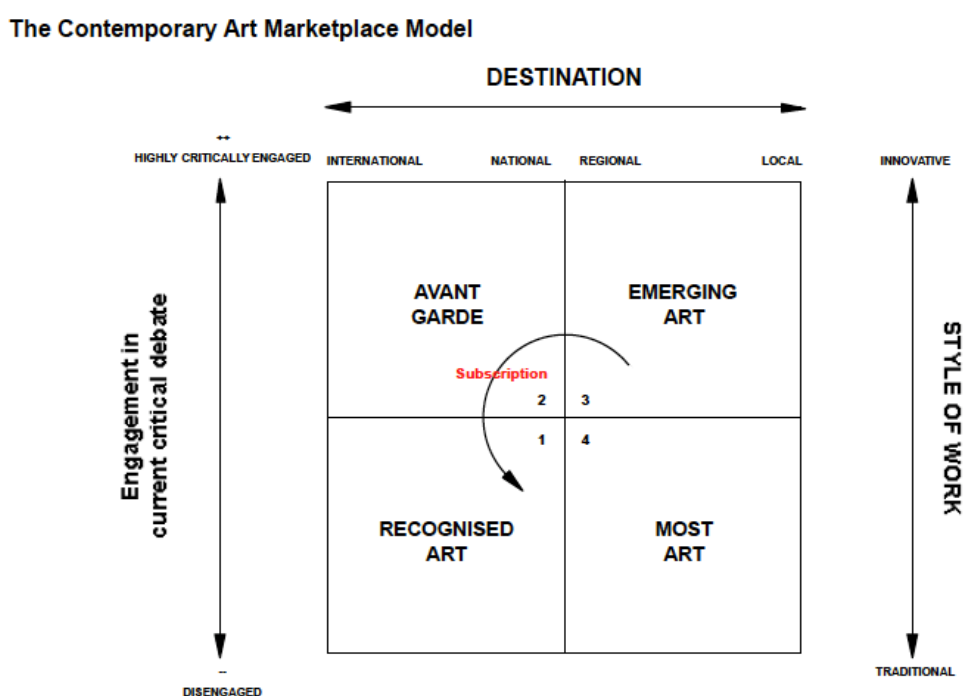 The Contemporary Art Marketplace Model
DESTINATION
HIGHLY CRITICALLY ENGAGED
INTERNATIONAL NATIONAL REGIONAL LOCAL
INNOVATIVE
AVANT
GARDE
EMERGING
ART
Engagement in
current critical debate
STYLE OF WORK
Subscription
2 3
1 4
RECOGNISED
ART
MOST
ART
TRADITIONAL
--
DISENGAGED